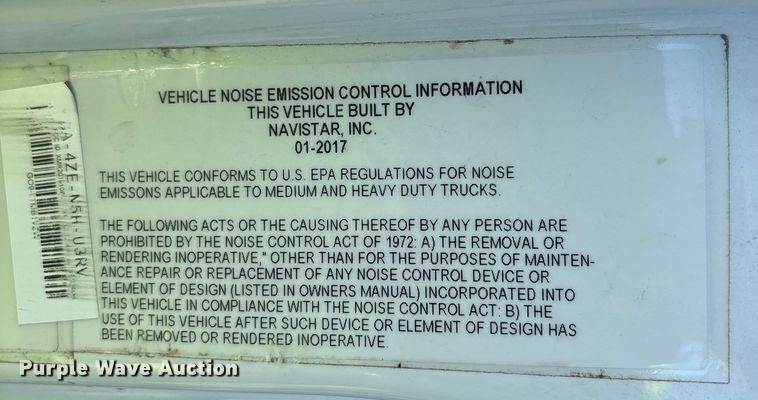 VEHICLE NOISE EMISSION CONTROL INFORMATION
THIS VEHICLE BUILT BY
NAVISTAR, INC.
01-2017
THIS VEHICLE CONFORMS TO U.S. EPA REGULATIONS FOR NOISE
EMISSONS APPLICABLE TO MEDIUM AND HEAVY DUTY TRUCKS.
THE FOLLOWING ACTS OR THE CAUSING THEREOF BY ANY PERSON ARE
PROHIBITED BY THE NOISE CONTROL ACT OF 1972: A) THE REMOVAL OR
RENDERING INOPERATIVE," OTHER THAN FOR THE PURPOSES OF MAINTEN-
ANCE REPAIR OR REPLACEMENT OF ANY NOISE CONTROL DEVICE OR
ELEMENT OF DESIGN (LISTED IN OWNERS MANUAL) INCORPORATED INTO
THIS VEHICLE IN COMPLIANCE WITH THE NOISE CONTROL ACT: B) THE
USE OF THIS VEHICLE AFTER SUCH DEVICE OR ELEMENT OF DESIGN HAS
BEEN REMOVED OR RENDERED INOPERATIVE.
A-4ZE-N5H-U3RV
Purple Wave Auction